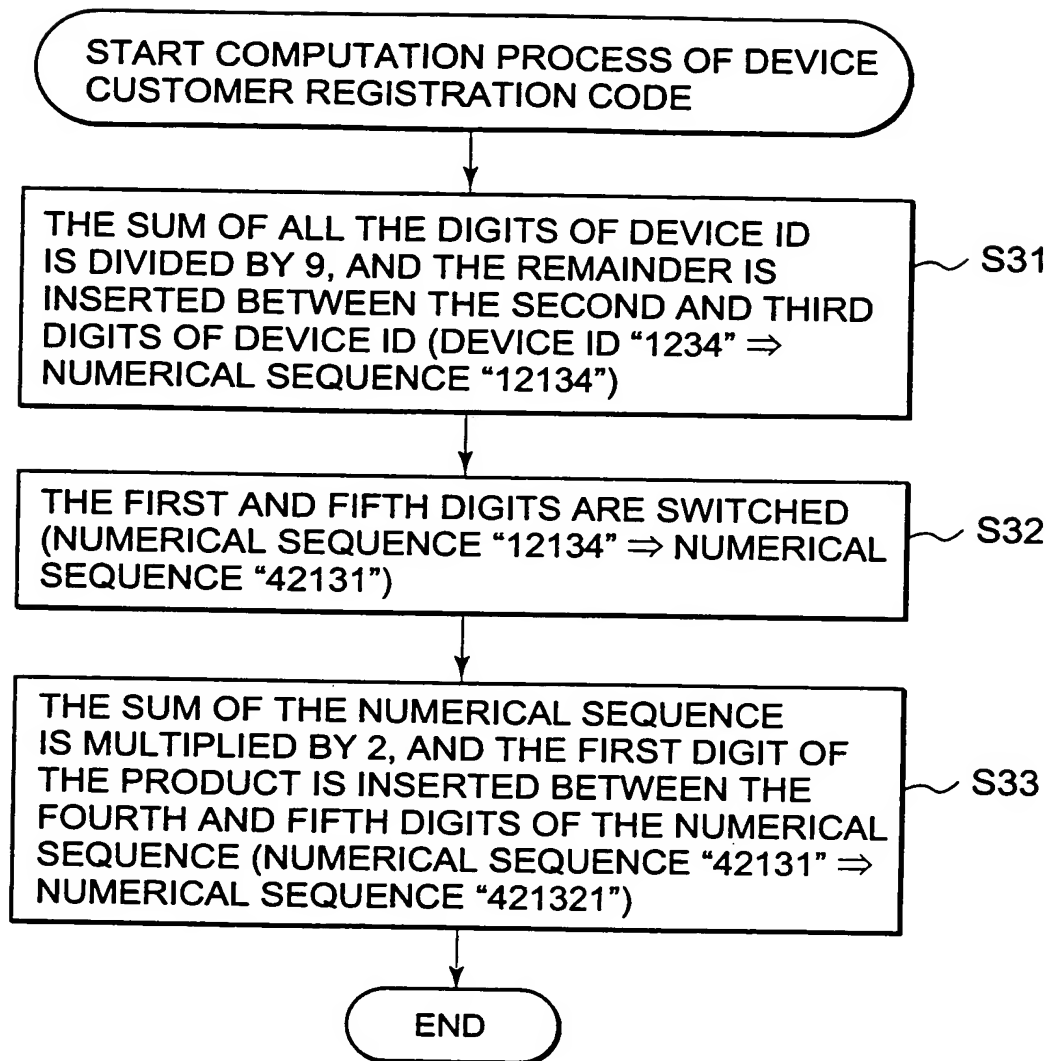 START COMPUTATION PROCESS OF DEVICE
CUSTOMER REGISTRATION CODE
THE SUM OF ALL THE DIGITS OF DEVICE ID
IS DIVIDED BY 9, AND THE REMAINDER IS
INSERTED BETWEEN THE SECOND AND THIRD
DIGITS OF DEVICE ID (DEVICE ID “1234” ⇒
NUMERICAL SEQUENCE “12134”)
S31
THE FIRST AND FIFTH DIGITS ARE SWITCHED
(NUMERICAL SEQUENCE “12134” ⇒ NUMERICAL
SEQUENCE “42131”)
S32
THE SUM OF THE NUMERICAL SEQUENCE
IS MULTIPLIED BY 2, AND THE FIRST DIGIT OF
THE PRODUCT IS INSERTED BETWEEN THE
FOURTH AND FIFTH DIGITS OF THE NUMERICAL
SEQUENCE (NUMERICAL SEQUENCE “42131” ⇒
NUMERICAL SEQUENCE “421321”)
S33
END